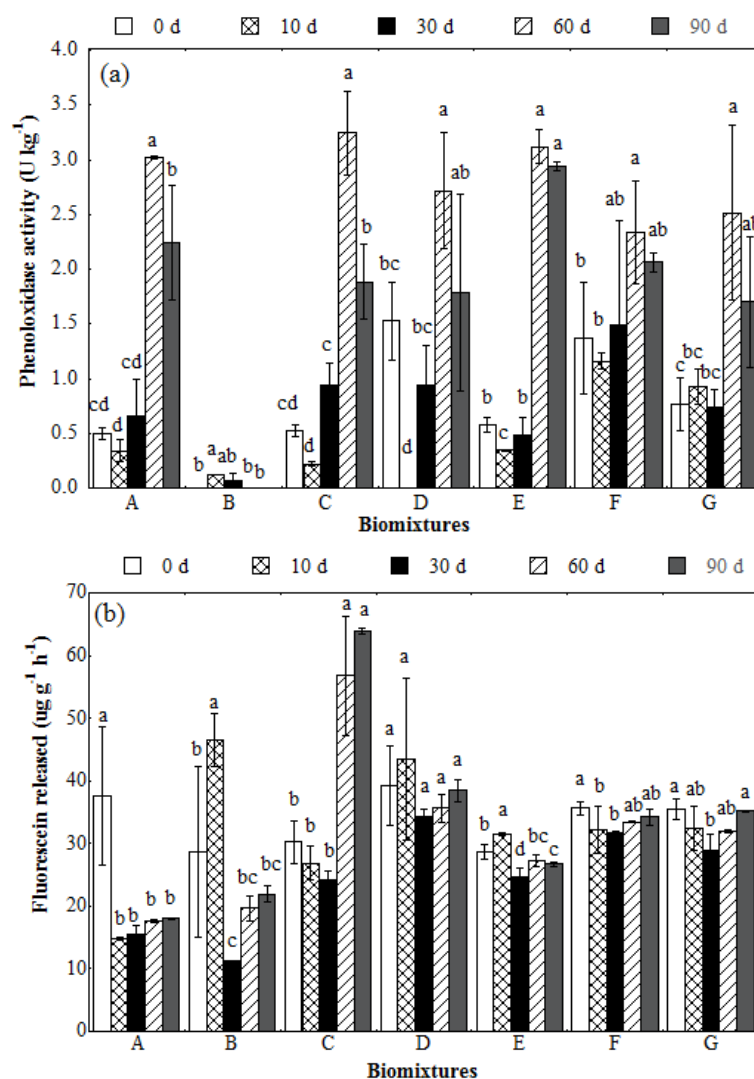 0 d 10 d 30 d 60 d 90 d
(a)
Phenoloxidase activity (U kg⁻¹)
4.0
3.5
3.0
2.5
2.0
1.5
1.0
0.5
0.0
cd d cd a b
b a ab b b
cd d c a b
bc d bc a ab
b c b a a
b b ab a ab
c bc bc a ab
A B C D E F G
Biomixtures
0 d 10 d 30 d 60 d 90 d
(b)
Fluorescein released (ug g⁻¹ h⁻¹)
70
60
50
40
30
20
10
0
a b b b b
b a c bc bc
b b b a a
a a a a a
b a d bc c
a b b ab ab
a ab b ab a
A B C D E F G
Biomixtures